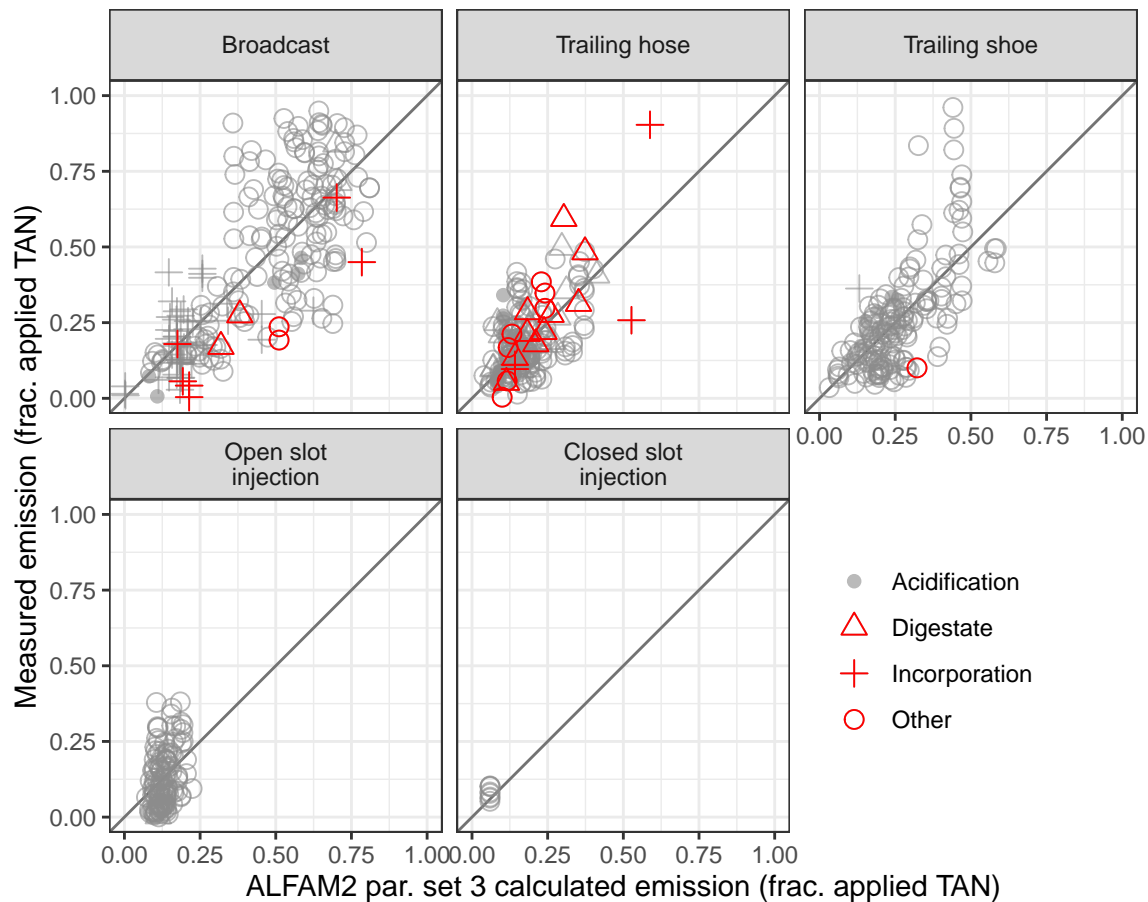 Broadcast
Trailing hose
Trailing shoe
1.00
0.75
0.50
0.25
0.00
0.00 0.25 0.50 0.75 1.00
Open slot
injection
Closed slot
injection
1.00
0.75
0.50
0.25
0.00
0.00 0.25 0.50 0.75 1.00
0.00 0.25 0.50 0.75 1.00
Measured emission (frac. applied TAN)
ALFAM2 par. set 3 calculated emission (frac. applied TAN)
Acidification
Digestate
Incorporation
Other